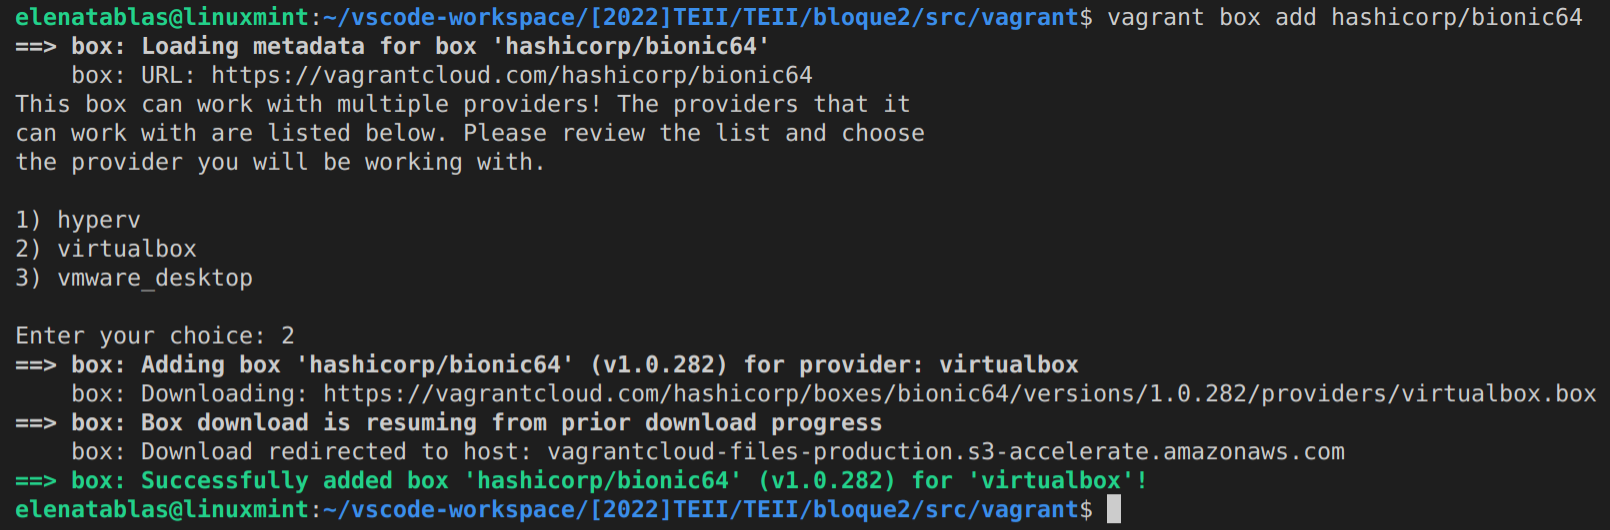 elenatablas@linuxmint:~/vscode-workspace/[2022]TEII/TEII/bloque2/src/vagrant$ vagrant box add hashicorp/bionic64
==> box: Loading metadata for box 'hashicorp/bionic64'
    box: URL: https://vagrantcloud.com/hashicorp/bionic64
This box can work with multiple providers! The providers that it
can work with are listed below. Please review the list and choose
the provider you will be working with.

1) hyperv
2) virtualbox
3) vmware_desktop

Enter your choice: 2
==> box: Adding box 'hashicorp/bionic64' (v1.0.282) for provider: virtualbox
    box: Downloading: https://vagrantcloud.com/hashicorp/boxes/bionic64/versions/1.0.282/providers/virtualbox.box
==> box: Box download is resuming from prior download progress
    box: Download redirected to host: vagrantcloud-files-production.s3-accelerate.amazonaws.com
==> box: Successfully added box 'hashicorp/bionic64' (v1.0.282) for 'virtualbox'!
elenatablas@linuxmint:~/vscode-workspace/[2022]TEII/TEII/bloque2/src/vagrant$